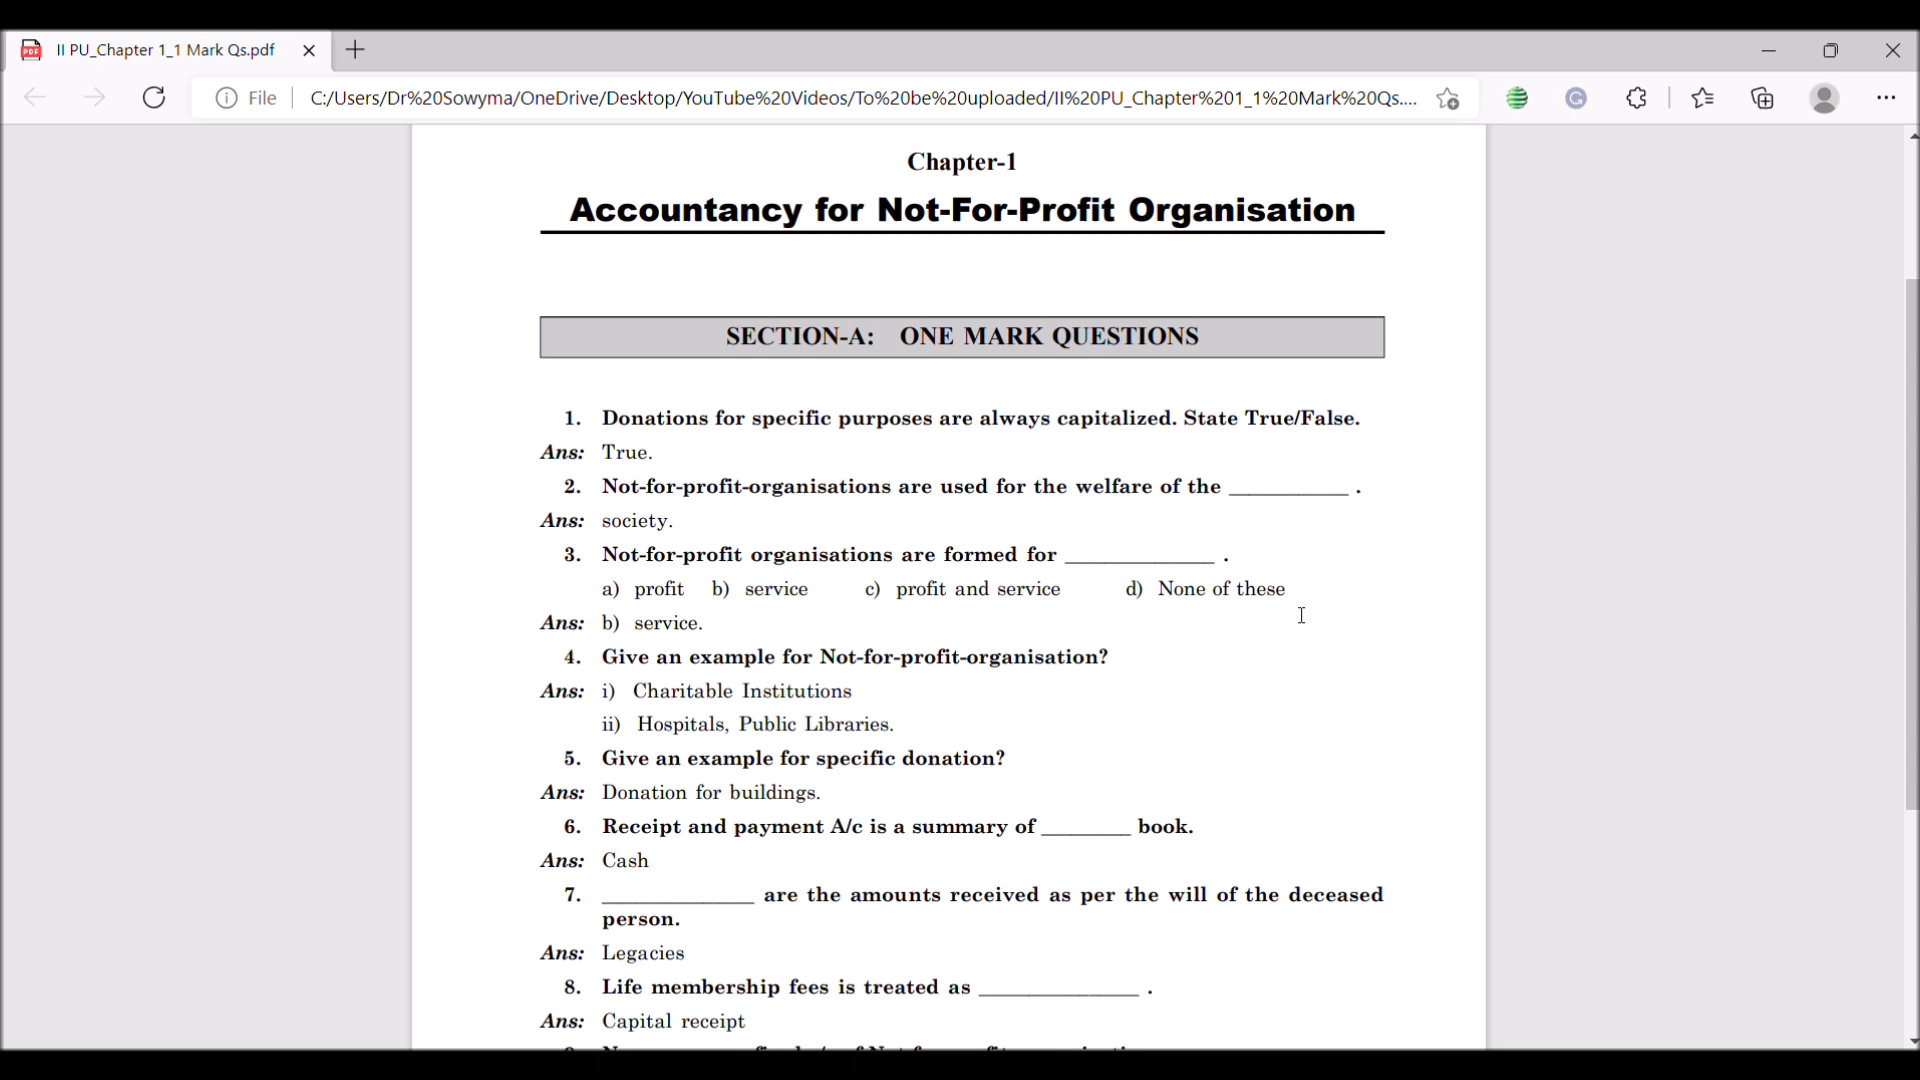 II PU_Chapter 1_1 Mark Qs.pdf
File C:/Users/Dr%20Sowyma/OneDrive/Desktop/YouTube%20Videos/To%20be%20uploaded/II%20PU_Chapter%201_1%20Mark%20Qs....
Chapter-1
Accountancy for Not-For-Profit Organisation
SECTION-A: ONE MARK QUESTIONS
1. Donations for specific purposes are always capitalized. State True/False.
Ans: True.
2. Not-for-profit-organisations are used for the welfare of the ____________ .
Ans: society.
3. Not-for-profit organisations are formed for _______________ .
a) profit b) service c) profit and service d) None of these
Ans: b) service.
4. Give an example for Not-for-profit-organisation?
Ans: i) Charitable Institutions
ii) Hospitals, Public Libraries.
5. Give an example for specific donation?
Ans: Donation for buildings.
6. Receipt and payment A/c is a summary of _________ book.
Ans: Cash
7. _______________ are the amounts received as per the will of the deceased
person.
Ans: Legacies
8. Life membership fees is treated as ________________ .
Ans: Capital receipt